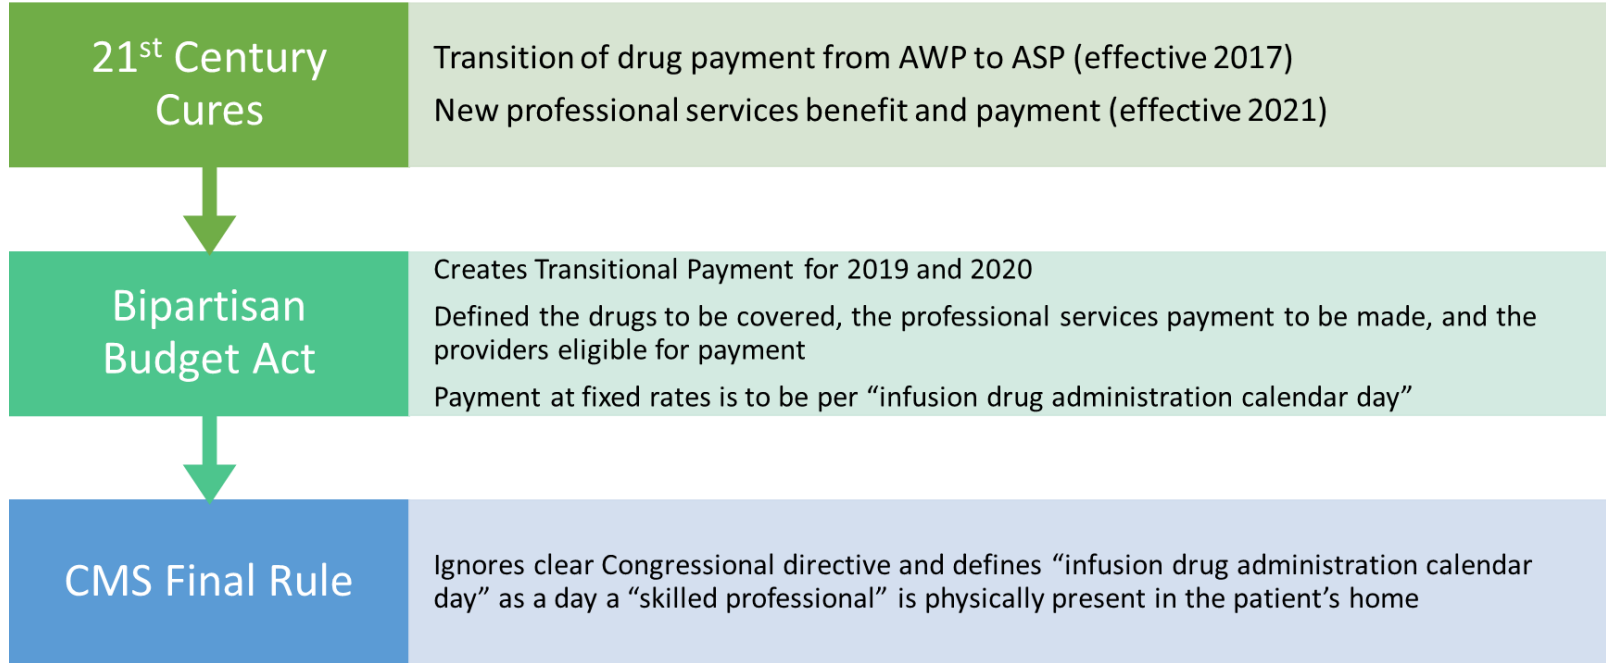 21st Century
Cures
Transition of drug payment from AWP to ASP (effective 2017)
New professional services benefit and payment (effective 2021)
Bipartisan
Budget Act
Creates Transitional Payment for 2019 and 2020
Defined the drugs to be covered, the professional services payment to be made, and the
providers eligible for payment
Payment at fixed rates is to be per “infusion drug administration calendar day”
CMS Final Rule
Ignores clear Congressional directive and defines “infusion drug administration calendar
day” as a day a “skilled professional” is physically present in the patient’s home